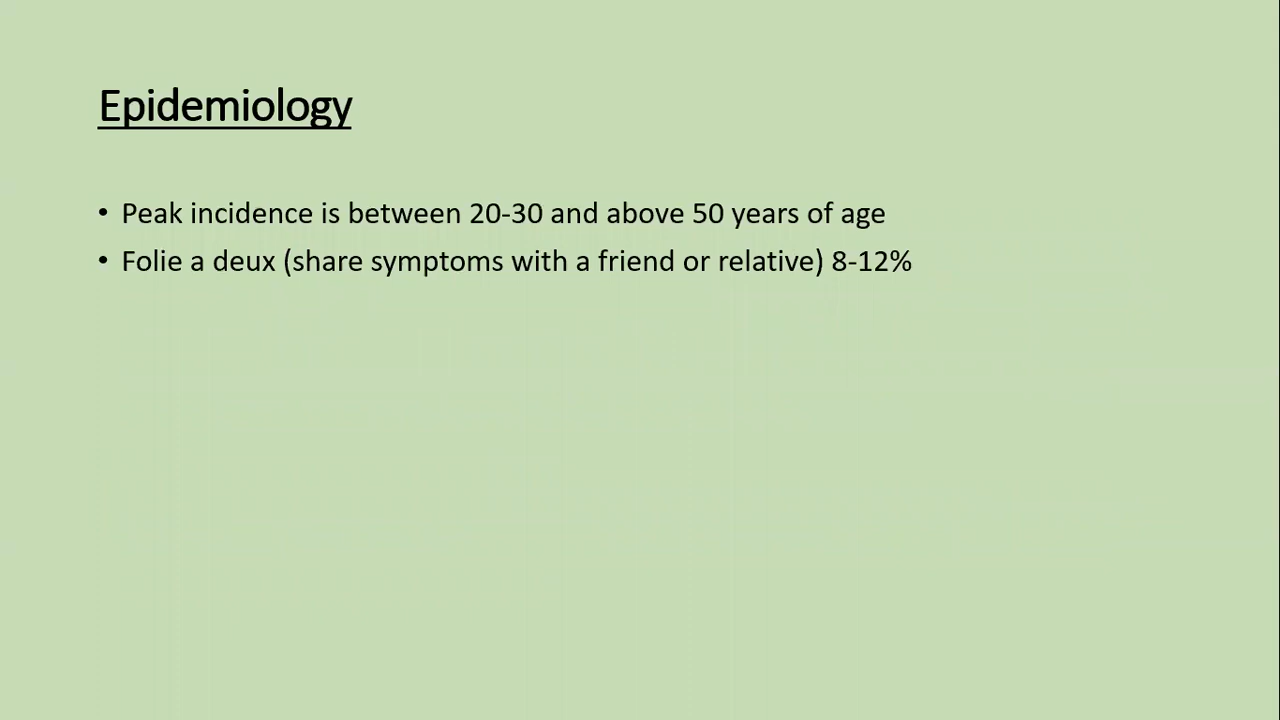 Epidemiology
• Peak incidence is between 20-30 and above 50 years of age
• Folie a deux (share symptoms with a friend or relative) 8-12%